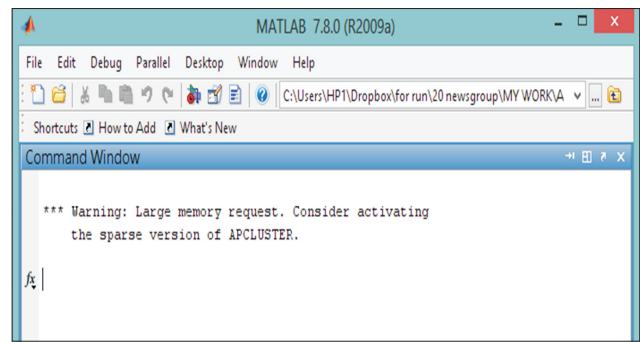 MATLAB 7.8.0 (R2009a)
File Edit Debug Parallel Desktop Window Help
C:\Users\HP1\Dropbox\for run\20 newsgroup\MY WORK\A
Shortcuts How to Add What's New
Command Window
*** Warning: Large memory request. Consider activating
the sparse version of APCLUSTER.
fx